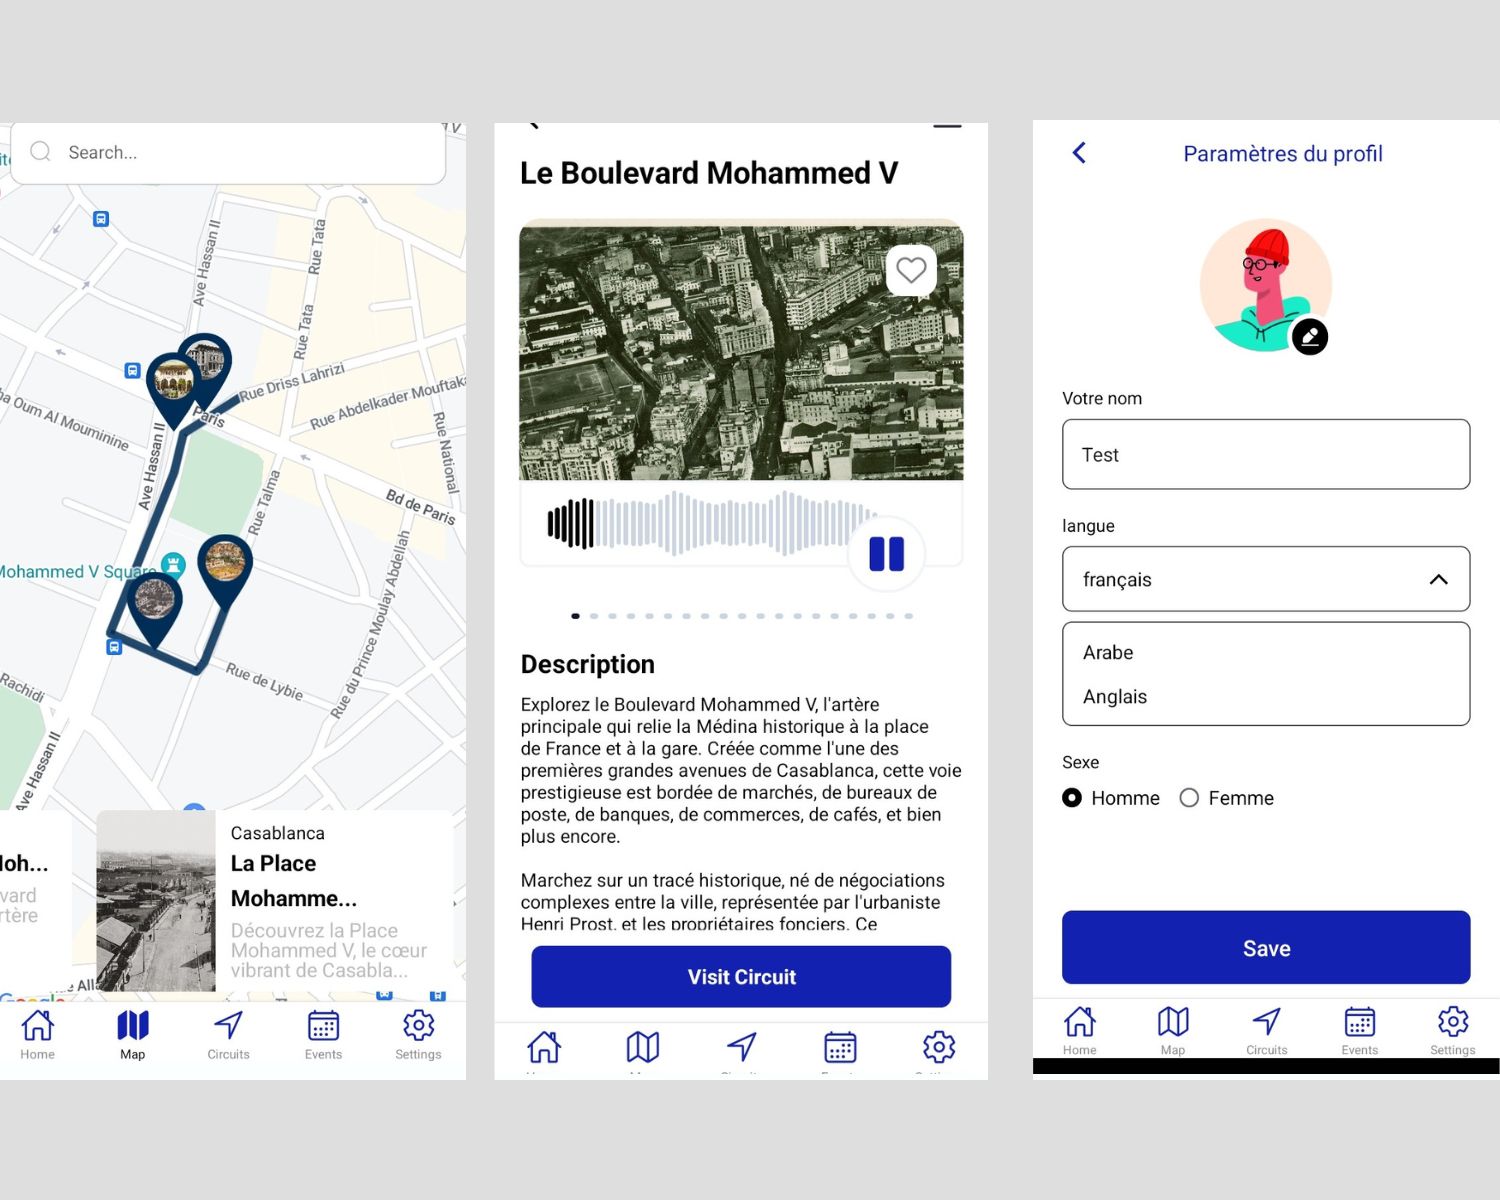 Search...
Ave Hassan II
Rue Tata
Rue Tata
Rue Driss Lahrizi
Paris
Rue Abdelkader Mouftaka
Oum Al Mouminine
Ave Hassan II
Rue National
Rue Talma
Bd de Paris
Mohammed V Square
Rue du Prince Moulay Abdellah
Rue de Lybie
Rachidi
Ave Hassan II
Moh...
vard
rtère
Casablanca
La Place
Mohamme...
Découvrez la Place
Mohammed V, le cœur
vibrant de Casabla...
Google
Home
Map
Circuits
Events
Settings
Le Boulevard Mohammed V
Description
Explorez le Boulevard Mohammed V, l'artère
principale qui relie la Médina historique à la place
de France et à la gare. Créée comme l'une des
premières grandes avenues de Casablanca, cette voie
prestigieuse est bordée de marchés, de bureaux de
poste, de banques, de commerces, de cafés, et bien
plus encore.
Marchez sur un tracé historique, né de négociations
complexes entre la ville, représentée par l'urbaniste
Henri Prost, et les propriétaires fonciers. Ce
Visit Circuit
Paramètres du profil
Votre nom
Test
langue
français
Arabe
Anglais
Sexe
Homme
Femme
Save
Home
Map
Circuits
Events
Settings